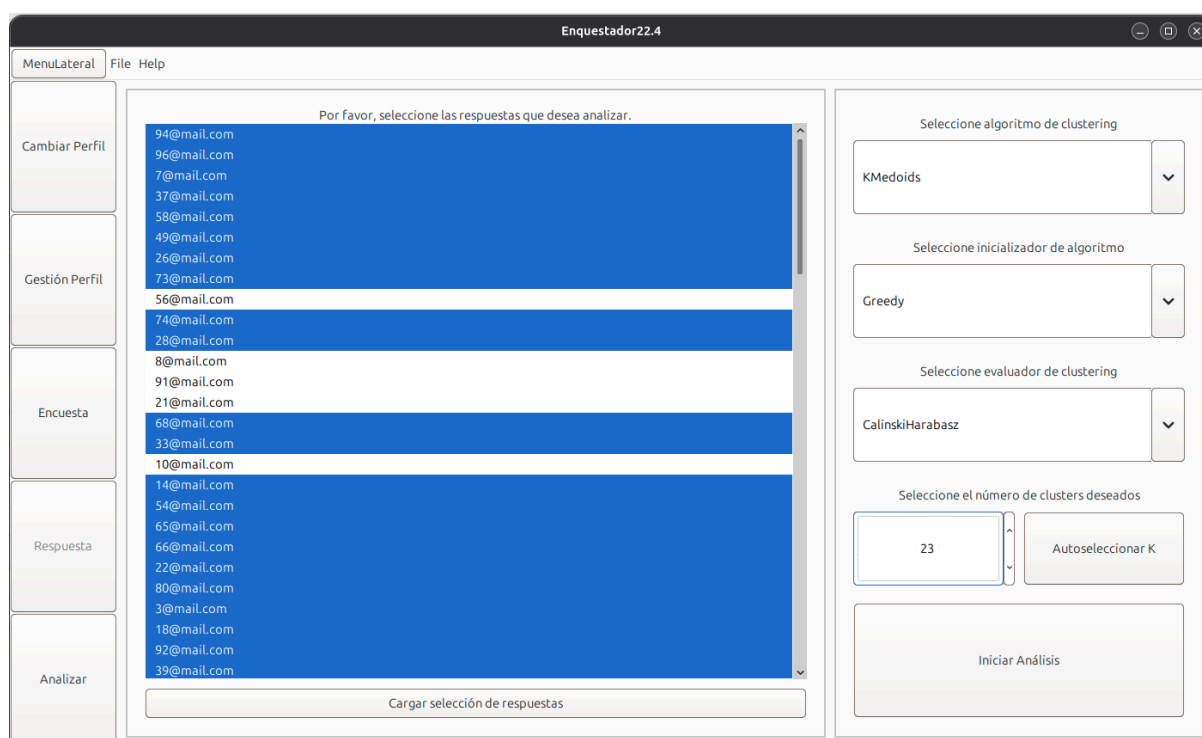 Enquestador22.4
MenuLateral File Help
Cambiar Perfil
Gestión Perfil
Encuesta
Respuesta
Analizar
Por favor, seleccione las respuestas que desea analizar.
94@mail.com
96@mail.com
7@mail.com
37@mail.com
58@mail.com
49@mail.com
26@mail.com
73@mail.com
56@mail.com
74@mail.com
28@mail.com
8@mail.com
91@mail.com
21@mail.com
68@mail.com
33@mail.com
10@mail.com
14@mail.com
54@mail.com
65@mail.com
66@mail.com
22@mail.com
80@mail.com
3@mail.com
18@mail.com
92@mail.com
39@mail.com
Cargar selección de respuestas
Seleccione algoritmo de clustering
KMedoids
Seleccione inicializador de algoritmo
Greedy
Seleccione evaluador de clustering
CalinskiHarabasz
Seleccione el número de clusters deseados
23
Autoseleccionar K
Iniciar Análisis